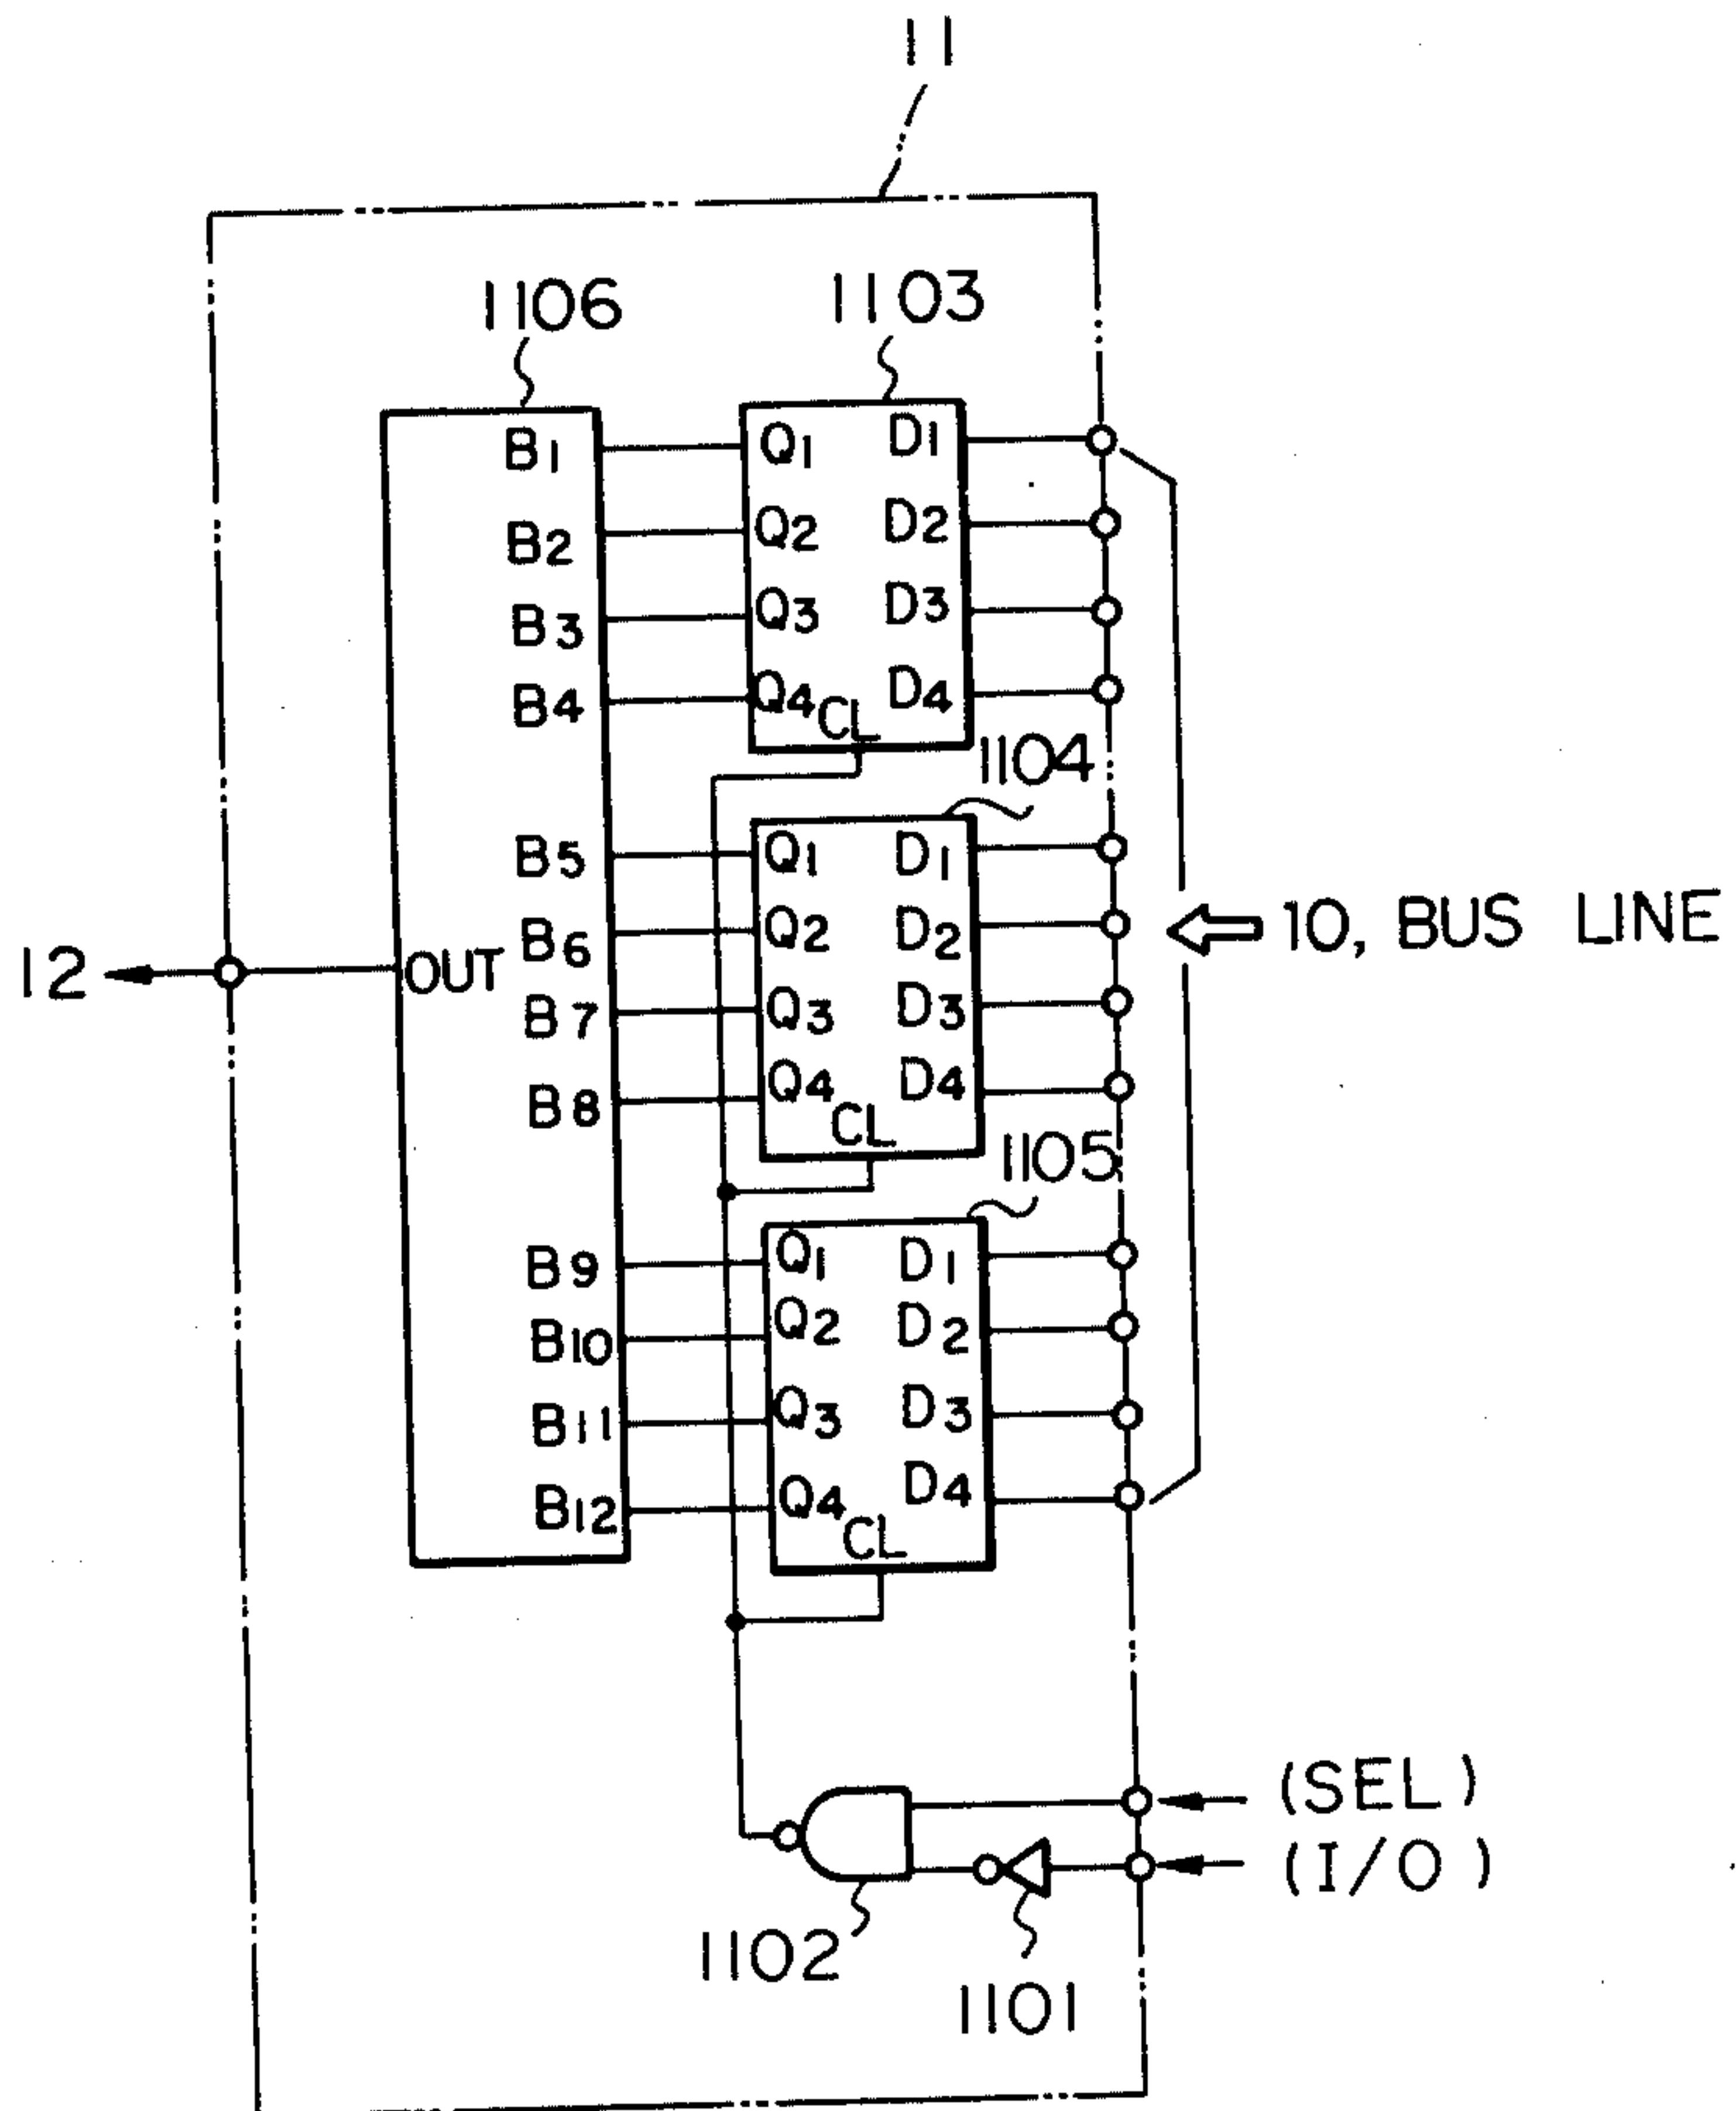 11
1106 1103
B1 Q1 D1
B2 Q2 D2
B3 Q3 D3
B4 Q4 CL D4
1104
B5 Q1 D1
12 OUT B6 Q2 D2 10, BUS LINE
B7 Q3 D3
B8 Q4 CL D4
1105
B9 Q1 D1
B10 Q2 D2
B11 Q3 D3
B12 Q4 CL D4
(SEL)
(I/O)
1102
1101